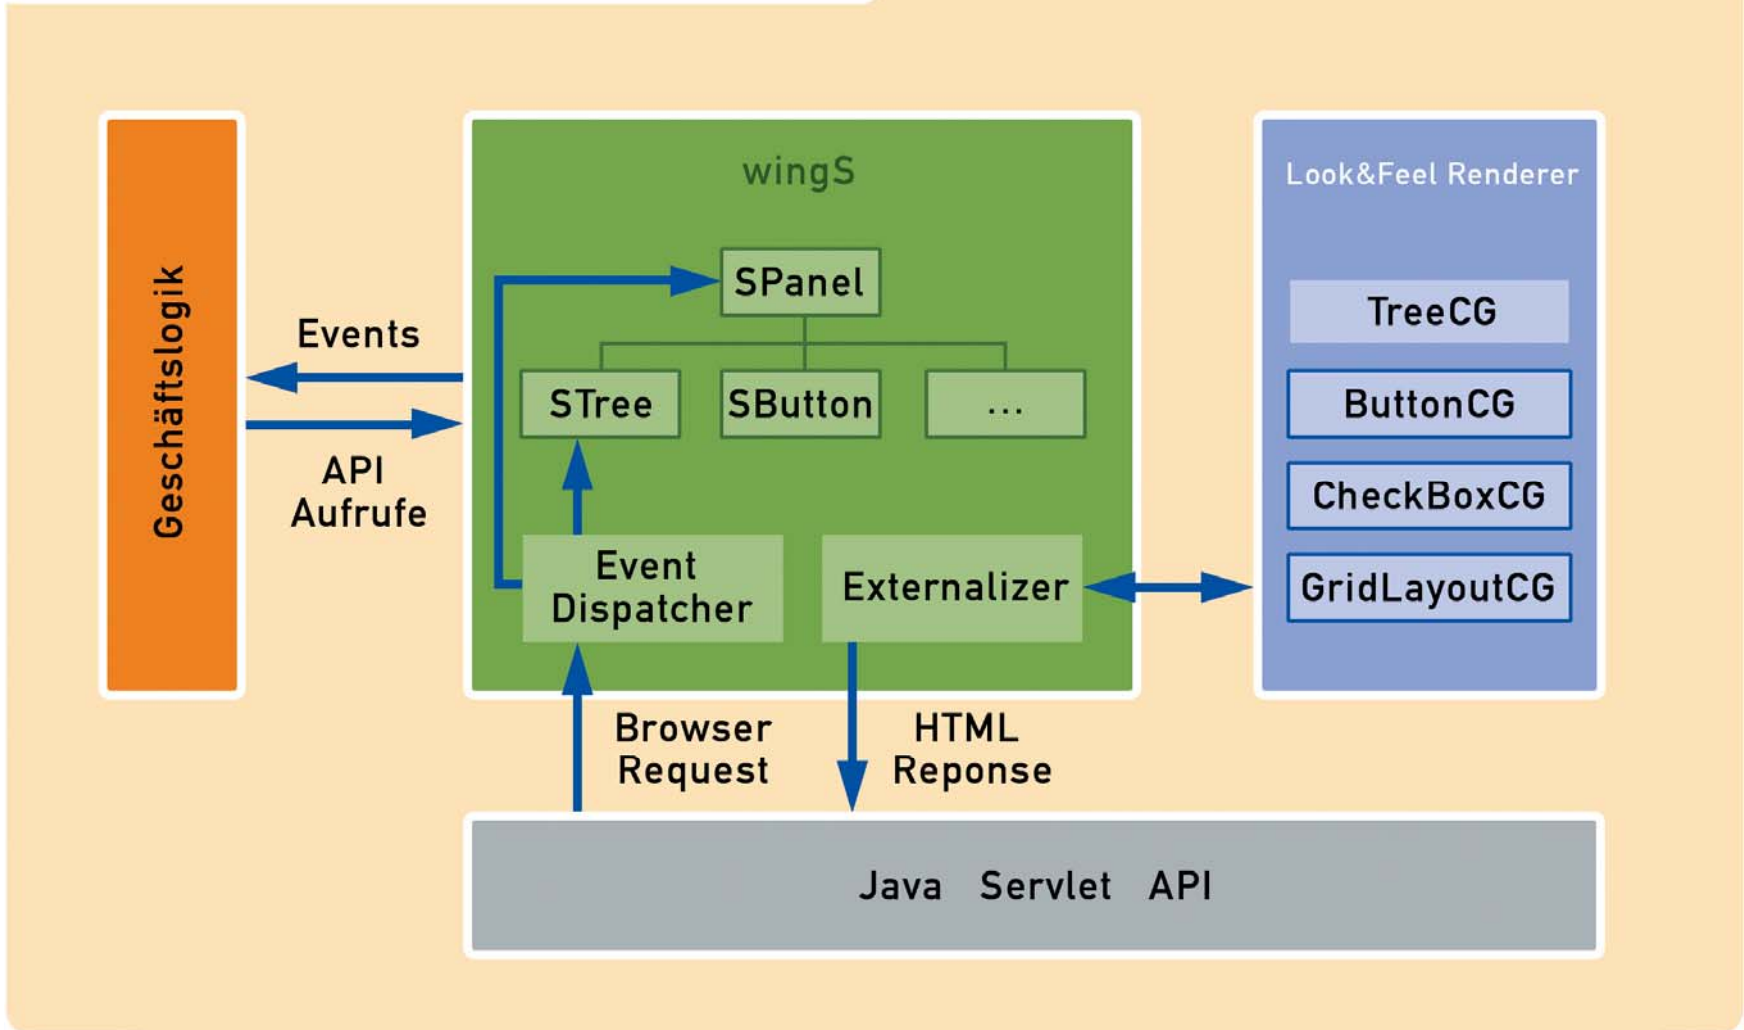 Geschäftslogik
Events
API
Aufrufe
wingS
SPanel
STree
SButton
...
Event
Dispatcher
Externalizer
Look&Feel Renderer
TreeCG
ButtonCG
CheckBoxCG
GridLayoutCG
Browser
Request
HTML
Reponse
Java Servlet API